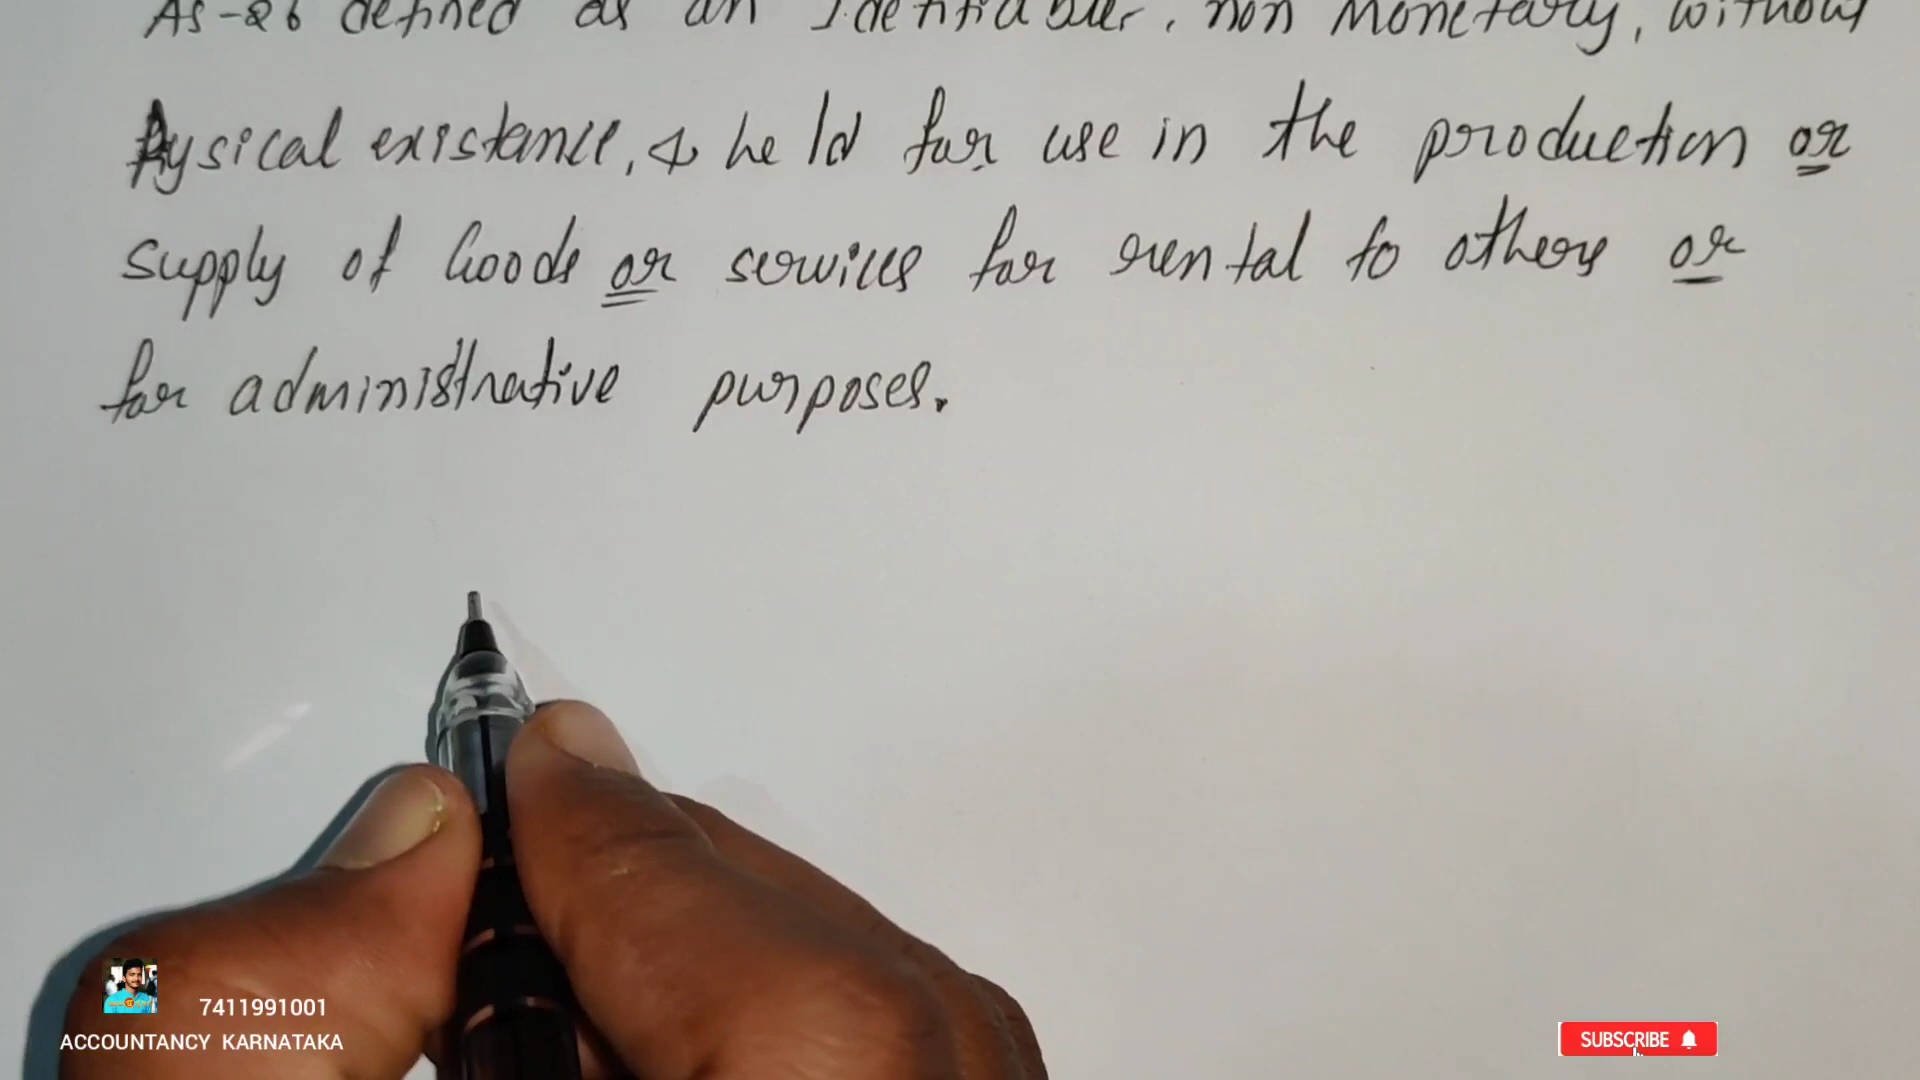 AS-26 defined as an Identifiable, non Monetary, without
Pysical existance, & held for use in the production or
supply of Goods or services for rental to others or
for administrative purposes.
7411991001
ACCOUNTANCY KARNATAKA
SUBSCRIBE